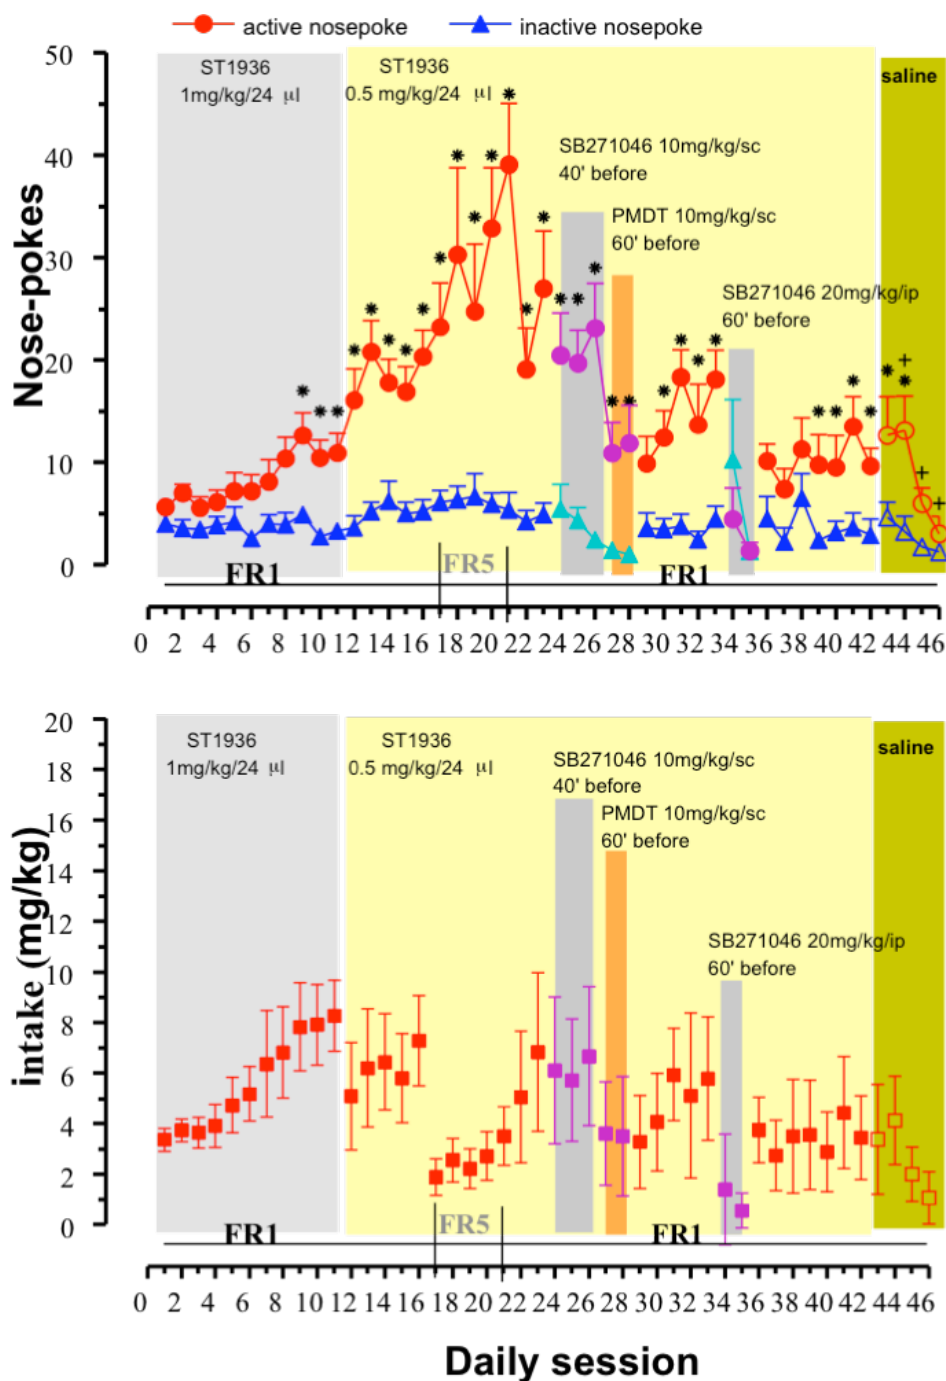 active nosepoke inactive nosepoke
50
40
30
20
10
0
Nose-pokes
ST1936
1mg/kg/24 µl
ST1936
0.5 mg/kg/24 µl
SB271046 10mg/kg/sc
40' before
PMDT 10mg/kg/sc
60' before
SB271046 20mg/kg/ip
60' before
saline
FR1 FR5 FR1
0 2 4 6 8 10 12 14 16 18 20 22 24 26 28 30 32 34 36 38 40 42 44 46
20
18
16
14
12
10
8
6
4
2
0
intake (mg/kg)
ST1936
1mg/kg/24 µl
ST1936
0.5 mg/kg/24 µl
SB271046 10mg/kg/sc
40' before
PMDT 10mg/kg/sc
60' before
SB271046 20mg/kg/ip
60' before
saline
FR1 FR5 FR1
0 2 4 6 8 10 12 14 16 18 20 22 24 26 28 30 32 34 36 38 40 42 44 46
Daily session